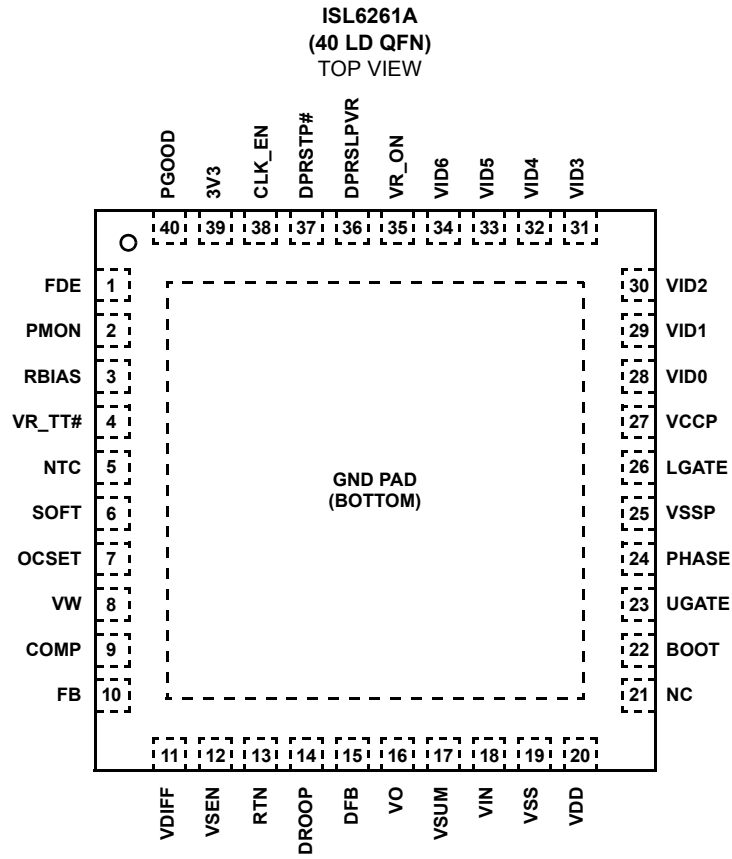 ISL6261A
(40 LD QFN)
TOP VIEW
PGOOD
3V3
CLK_EN
DPRSTP#
DPRSLPVR
VR_ON
VID6
VID5
VID4
VID3
40 39 38 37 36 35 34 33 32 31
FDE 1
PMON 2
RBIAS 3
VR_TT# 4
NTC 5
SOFT 6
OCSET 7
VW 8
COMP 9
FB 10
GND PAD
(BOTTOM)
30 VID2
29 VID1
28 VID0
27 VCCP
26 LGATE
25 VSSP
24 PHASE
23 UGATE
22 BOOT
21 NC
11 12 13 14 15 16 17 18 19 20
VDIFF
VSEN
RTN
DROOP
DFB
VO
VSUM
VIN
VSS
VDD